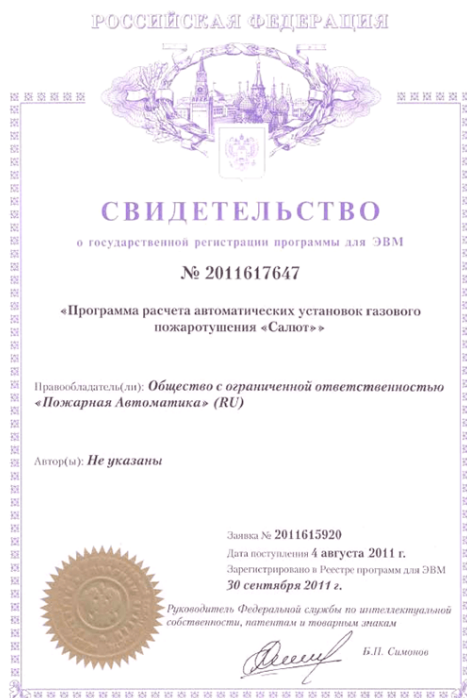 РОССИЙСКАЯ ФЕДЕРАЦИЯ
СВИДЕТЕЛЬСТВО
о государственной регистрации программы для ЭВМ
№ 2011617647
«Программа расчета автоматических установок газового
пожаротушения «Салют»»
Правообладатель(ли): Общество с ограниченной ответственностью
«Пожарная Автоматика» (RU)
Автор(ы): Не указаны
Заявка № 2011615920
Дата поступления 4 августа 2011 г.
Зарегистрировано в Реестре программ для ЭВМ
30 сентября 2011 г.
Руководитель Федеральной службы по интеллектуальной
собственности, патентам и товарным знакам
Б.П. Симонов